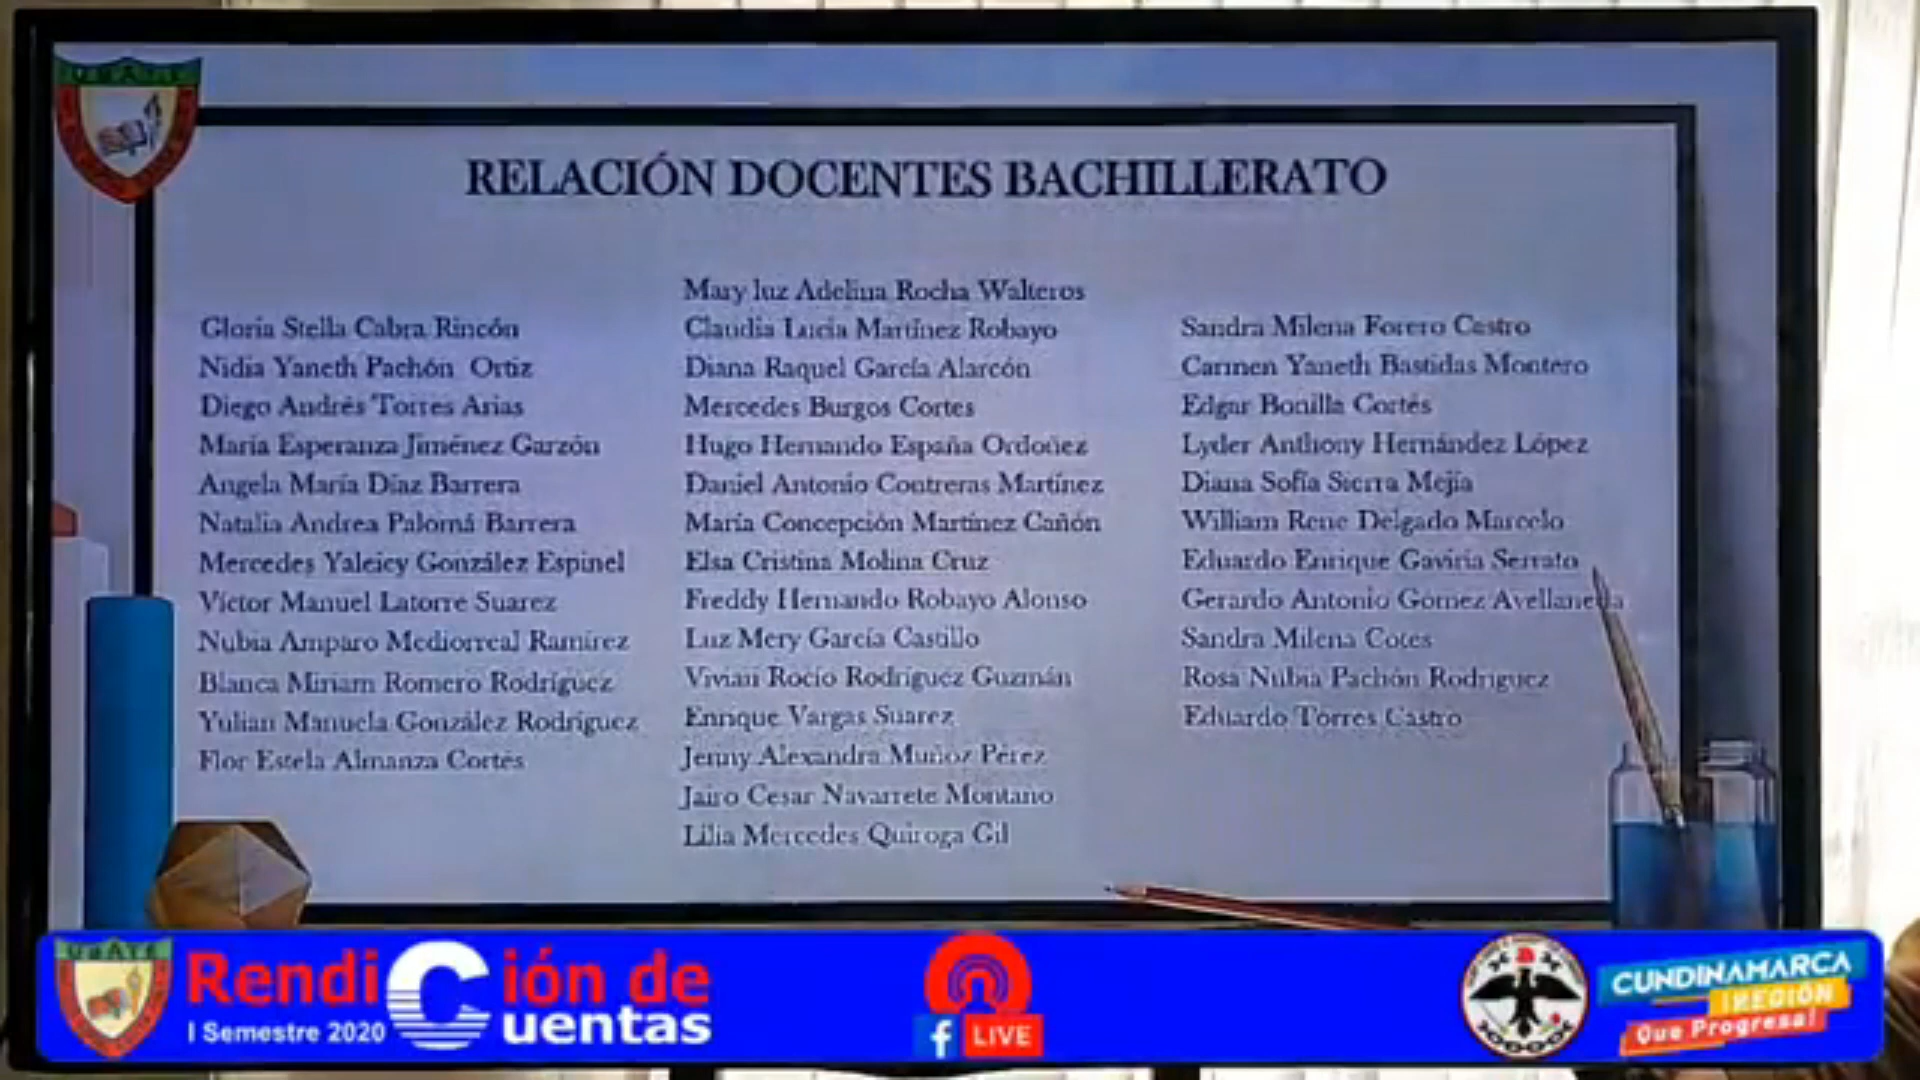 UBATE
RELACIÓN DOCENTES BACHILLERATO
Gloria Stella Cabra Rincón
Nidia Yaneth Pachón Ortiz
Diego Andrés Torres Arias
María Esperanza Jiménez Garzón
Angela María Díaz Barrera
Natalia Andrea Palomá Barrera
Mercedes Yaleicy González Espinel
Víctor Manuel Latorre Suarez
Nubia Amparo Mediorreal Ramírez
Blanca Miriam Romero Rodríguez
Yulian Manuela González Rodríguez
Flor Estela Almanza Cortés
Mary luz Adelina Rocha Walteros
Claudia Lucía Martínez Robayo
Diana Raquel García Alarcón
Mercedes Burgos Cortes
Hugo Hernando España Ordoñez
Daniel Antonio Contreras Martínez
María Concepción Martínez Cañón
Elsa Cristina Molina Cruz
Freddy Hernando Robayo Alonso
Luz Mery García Castillo
Vivian Rocío Rodríguez Guzmán
Enrique Vargas Suarez
Jenny Alexandra Muñoz Pérez
Jairo Cesar Navarrete Montano
Lilia Mercedes Quiroga Gil
Sandra Milena Forero Castro
Carmen Yaneth Bastidas Montero
Edgar Bonilla Cortés
Lyder Anthony Hernández López
Diana Sofía Sierra Mejía
William Rene Delgado Marcelo
Eduardo Enrique Gaviria Serrato
Gerardo Antonio Gómez Avellaneda
Sandra Milena Cotes
Rosa Nubia Pachón Rodríguez
Eduardo Torres Castro
UBATE
Rendición de
Cuentas
I Semestre 2020
f LIVE
CUNDINAMARCA
¡REGIÓN
Que Progresa!